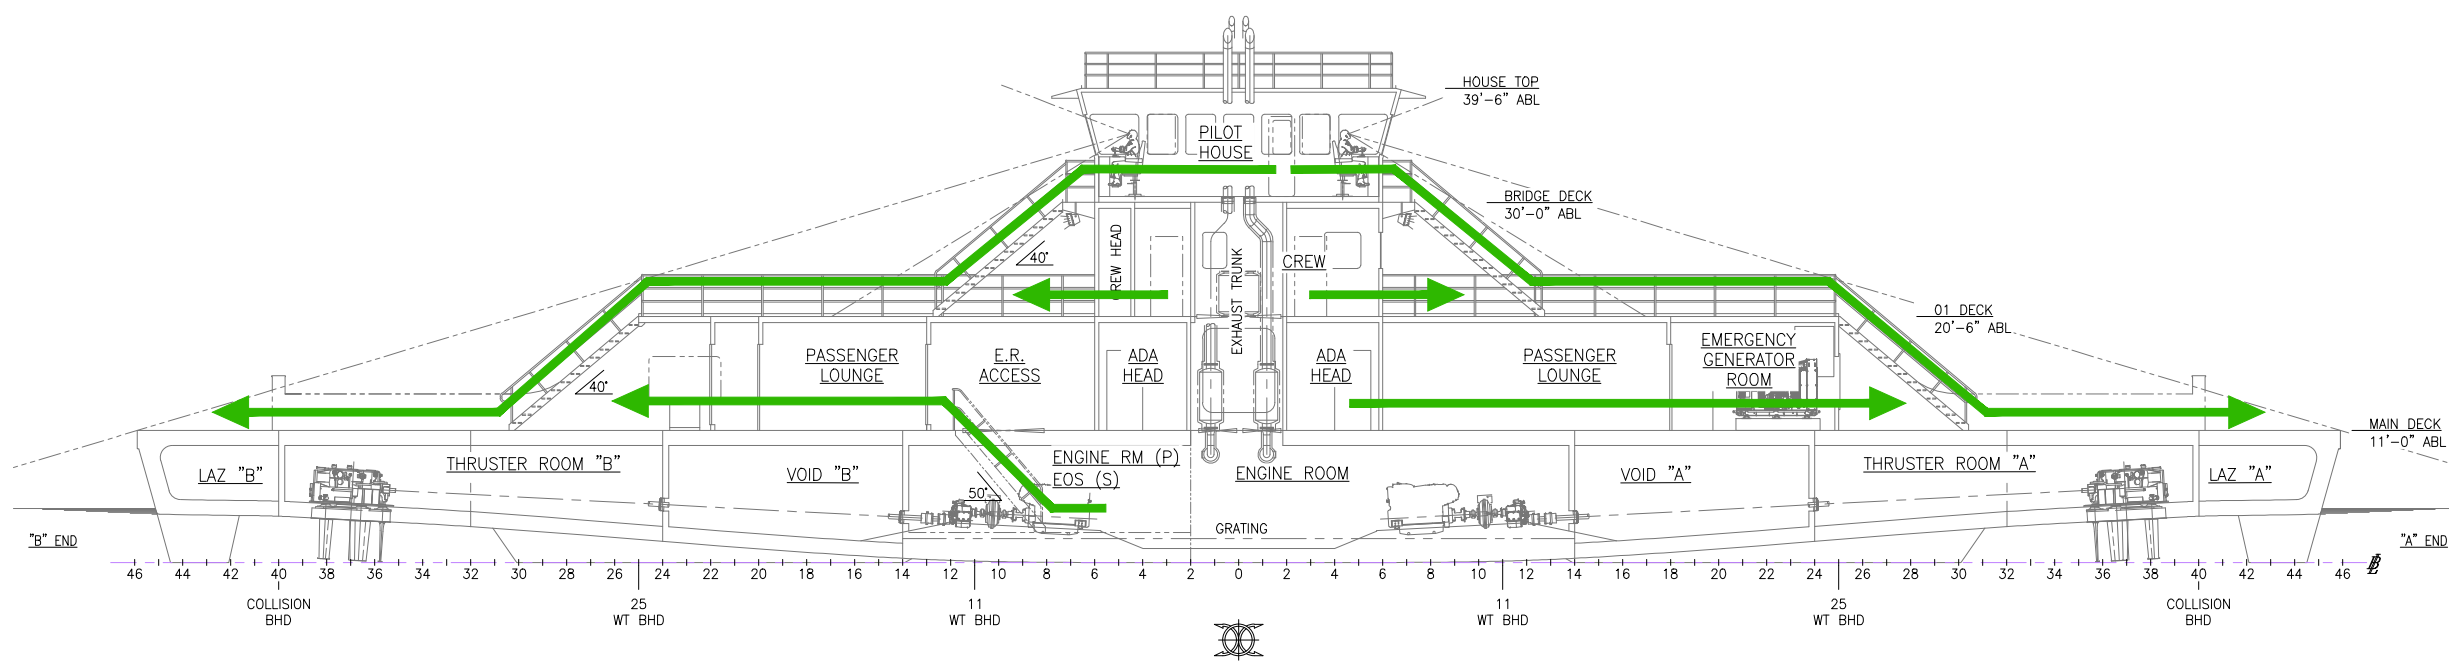 HOUSE TOP
39'-6" ABL
PILOT
HOUSE
BRIDGE DECK
30'-0" ABL
CREW HEAD
EXHAUST TRUNK
CREW
40°
01 DECK
20'-6" ABL
PASSENGER
LOUNGE
E.R.
ACCESS
ADA
HEAD
ADA
HEAD
PASSENGER
LOUNGE
EMERGENCY
GENERATOR
ROOM
40°
MAIN DECK
11'-0" ABL
LAZ "B"
THRUSTER ROOM "B"
VOID "B"
ENGINE RM (P)
EOS (S)
50°
ENGINE ROOM
VOID "A"
THRUSTER ROOM "A"
LAZ "A"
GRATING
"B" END
"A" END
46 44 42 40 38 36 34 32 30 28 26 24 22 20 18 16 14 12 10 8 6 4 2 0 2 4 6 8 10 12 14 16 18 20 22 24 26 28 30 32 34 36 38 40 42 44 46
COLLISION
BHD
25
WT BHD
11
WT BHD
11
WT BHD
25
WT BHD
COLLISION
BHD